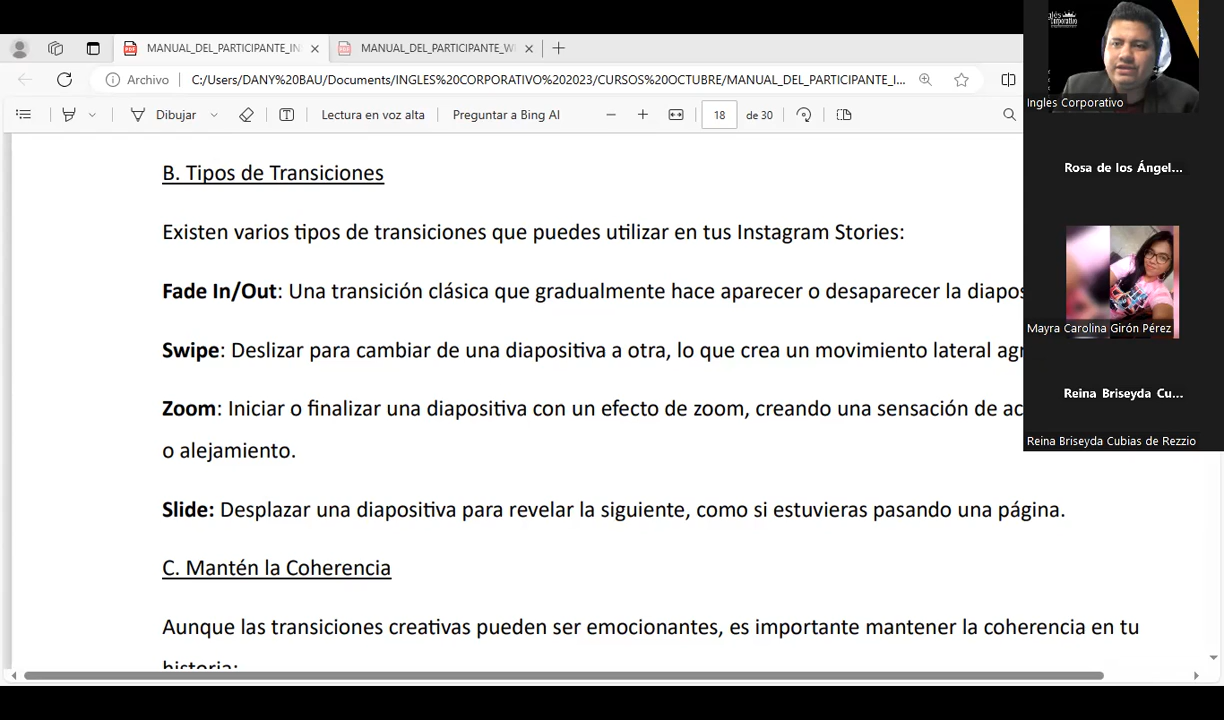 MANUAL_DEL_PARTICIPANTE_IN
MANUAL_DEL_PARTICIPANTE_W
Archivo
C:/Users/DANY%20BAU/Documents/INGLES%20CORPORATIVO%202023/CURSOS%20OCTUBRE/MANUAL_DEL_PARTICIPANTE_I...
Dibujar
Lectura en voz alta
Preguntar a Bing AI
18
de 30
B. Tipos de Transiciones
Existen varios tipos de transiciones que puedes utilizar en tus Instagram Stories:
Fade In/Out: Una transición clásica que gradualmente hace aparecer o desaparecer la diapos
Swipe: Deslizar para cambiar de una diapositiva a otra, lo que crea un movimiento lateral agr
Zoom: Iniciar o finalizar una diapositiva con un efecto de zoom, creando una sensación de ac
o alejamiento.
Slide: Desplazar una diapositiva para revelar la siguiente, como si estuvieras pasando una página.
C. Mantén la Coherencia
Aunque las transiciones creativas pueden ser emocionantes, es importante mantener la coherencia en tu
historia:
Ingles Corporativo
Rosa de los Ángel...
Mayra Carolina Girón Pérez
Reina Briseyda Cu...
Reina Briseyda Cubias de Rezzio